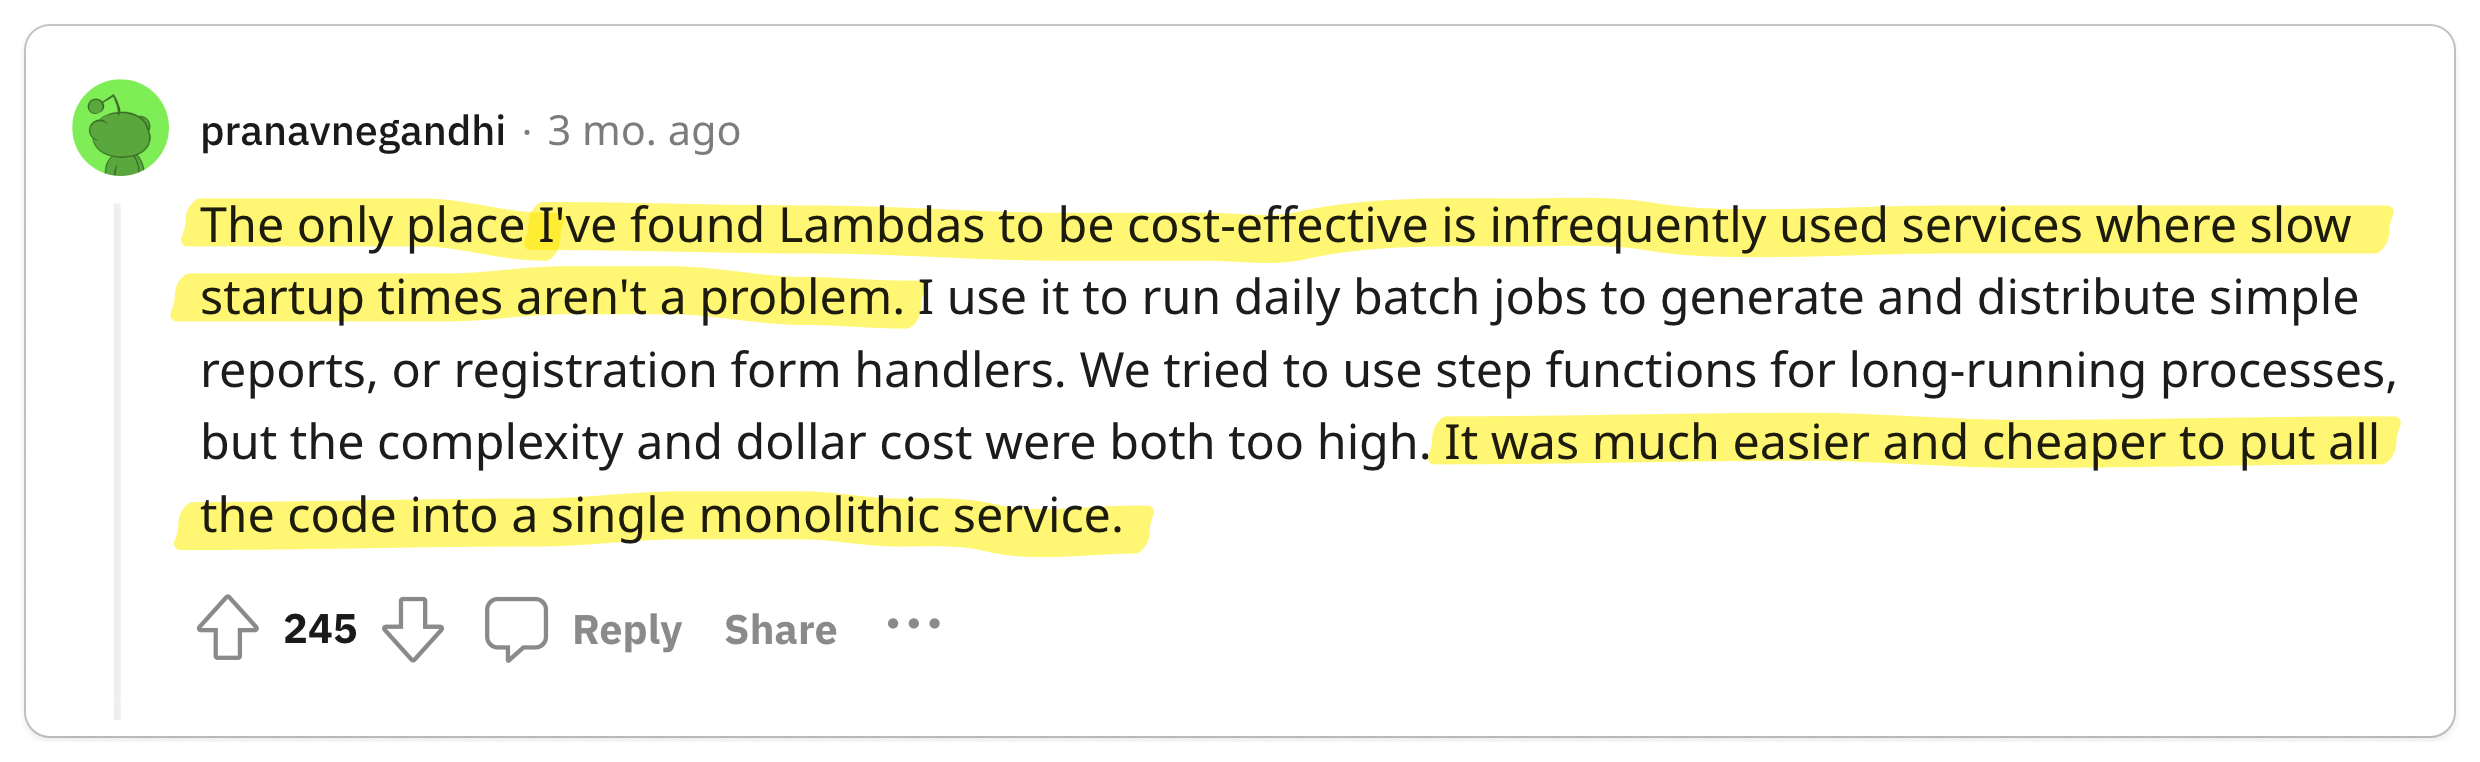 pranavnegandhi · 3 mo. ago
The only place I've found Lambdas to be cost-effective is infrequently used services where slow
startup times aren't a problem. I use it to run daily batch jobs to generate and distribute simple
reports, or registration form handlers. We tried to use step functions for long-running processes,
but the complexity and dollar cost were both too high. It was much easier and cheaper to put all
the code into a single monolithic service.
245 Reply Share ···